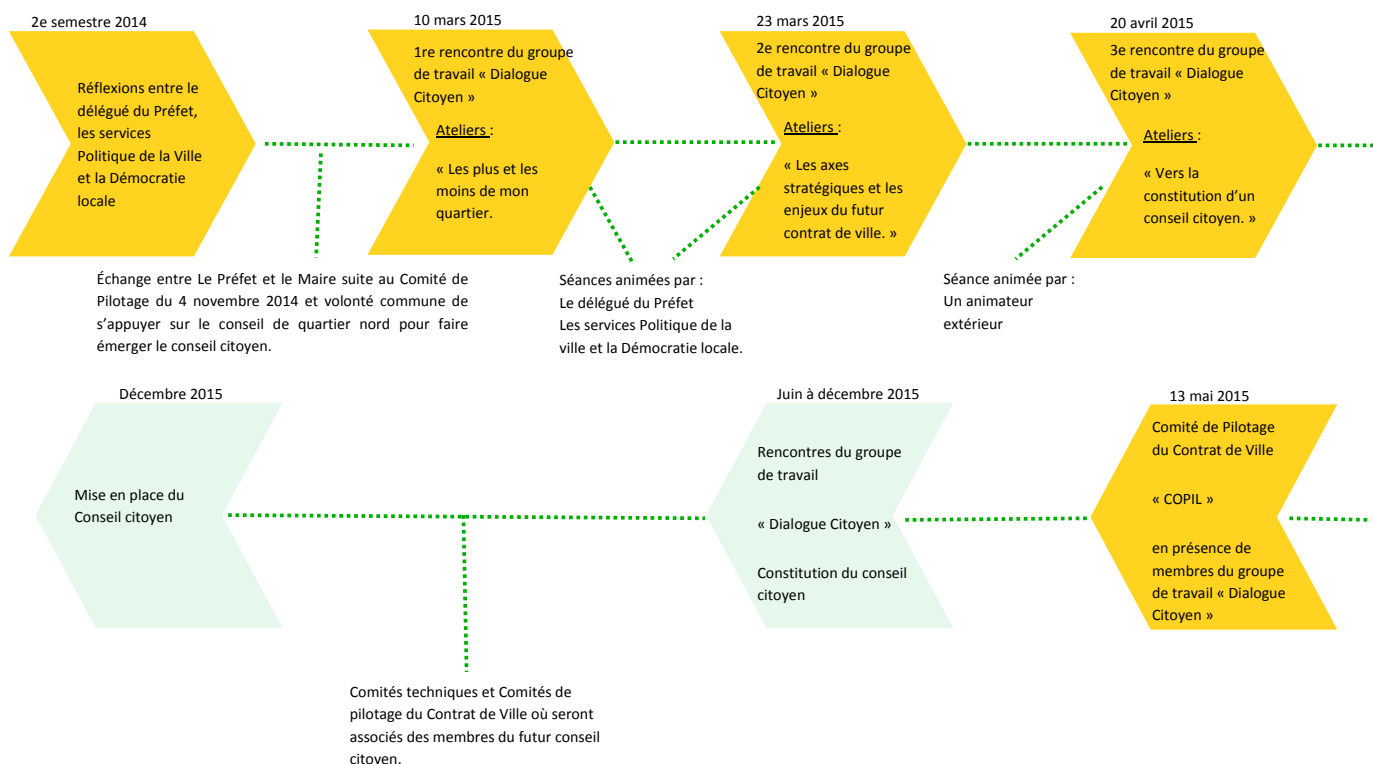 2e semestre 2014
Réflexions entre le
délégué du Préfet,
les services
Politique de la Ville
et la Démocratie
locale
10 mars 2015
1re rencontre du groupe
de travail « Dialogue
Citoyen »
Ateliers :
« Les plus et les
moins de mon
quartier.
23 mars 2015
2e rencontre du groupe
de travail « Dialogue
Citoyen »
Ateliers :
« Les axes
stratégiques et les
enjeux du futur
contrat de ville. »
20 avril 2015
3e rencontre du groupe
de travail « Dialogue
Citoyen »
Ateliers :
« Vers la
constitution d’un
conseil citoyen. »
Échange entre Le Préfet et le Maire suite au Comité de
Pilotage du 4 novembre 2014 et volonté commune de
s’appuyer sur le conseil de quartier nord pour faire
émerger le conseil citoyen.
Séances animées par :
Le délégué du Préfet
Les services Politique de la
ville et la Démocratie locale.
Séance animée par :
Un animateur
extérieur
Décembre 2015
Mise en place du
Conseil citoyen
Juin à décembre 2015
Rencontres du groupe
de travail
« Dialogue Citoyen »
Constitution du conseil
citoyen
13 mai 2015
Comité de Pilotage
du Contrat de Ville
« COPIL »
en présence de
membres du groupe
de travail « Dialogue
Citoyen »
Comités techniques et Comités de
pilotage du Contrat de Ville où seront
associés des membres du futur conseil
citoyen.